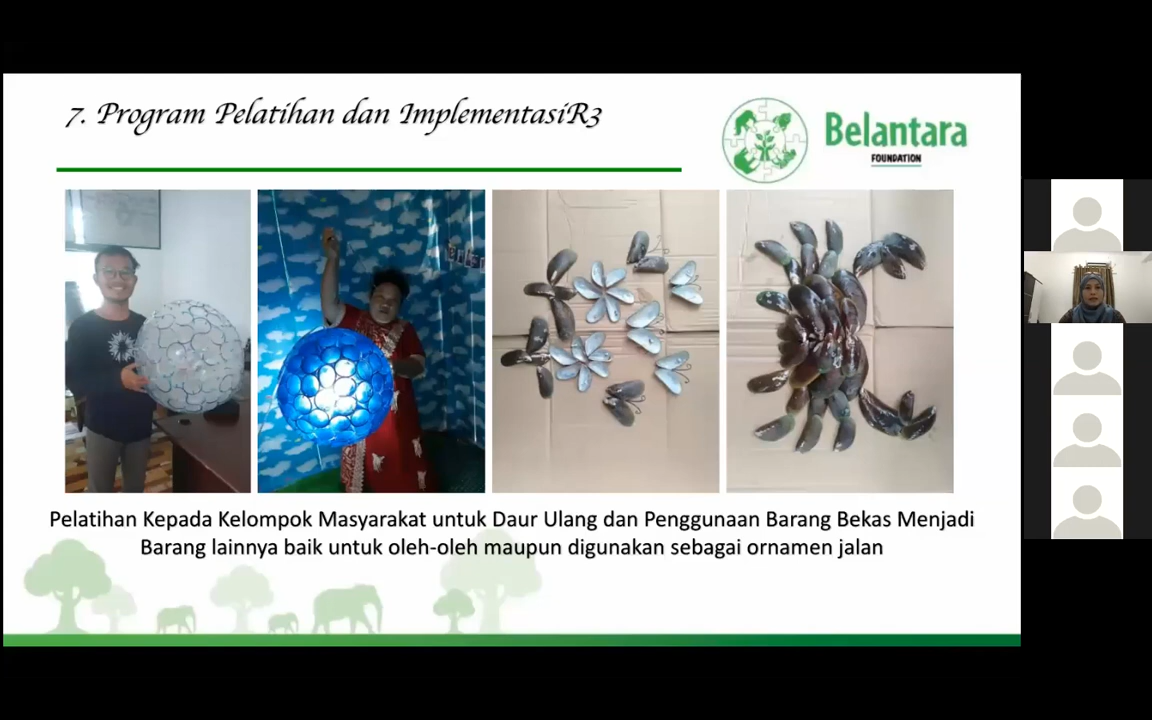 7. Program Pelatihan dan ImplementasiR3
Belantara
FOUNDATION
Pelatihan Kepada Kelompok Masyarakat untuk Daur Ulang dan Penggunaan Barang Bekas Menjadi
Barang lainnya baik untuk oleh-oleh maupun digunakan sebagai ornamen jalan